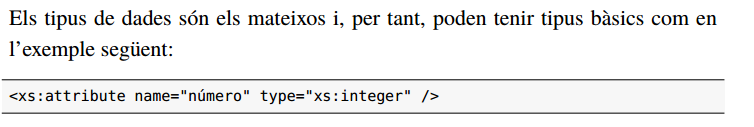 Els tipus de dades són els mateixos i, per tant, poden tenir tipus bàsics com en
l’exemple següent:
<xs:attribute name="número" type="xs:integer" />